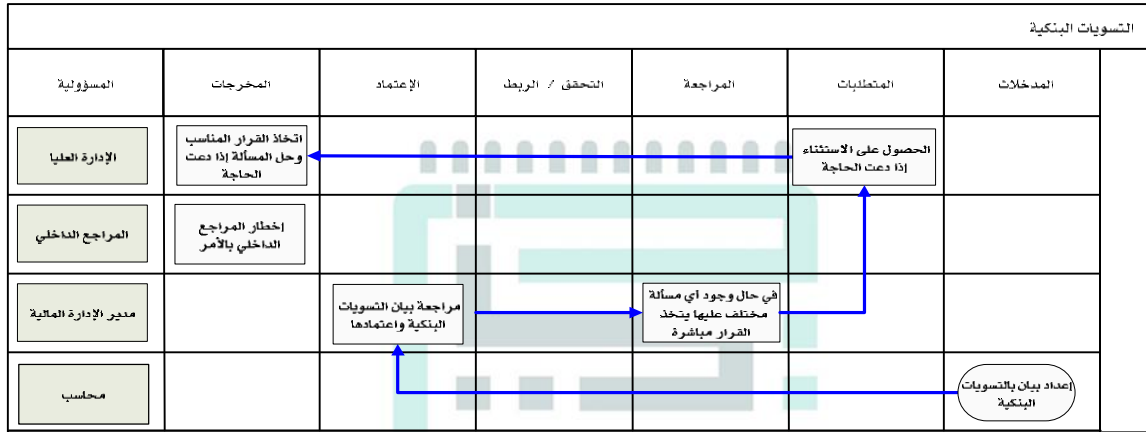 التسويات البنكية
المدخلات
المتطلبات
المراجعة
التحقق / الربط
الإعتماد
المخرجات
المسؤولية
الحصول على الاستثناء
إذا دعت الحاجة
اتخاذ القرار المناسب
وحل المسألة إذا دعت
الحاجة
الإدارة العليا
إخطار المراجع
الداخلي بالأمر
المراجع الداخلي
في حال وجود أي مسألة
مختلف عليها يتخذ
القرار مباشرة
مراجعة بيان التسويات
البنكية واعتمادها
مدير الإدارة المالية
إعداد بيان بالتسويات
البنكية
محاسب